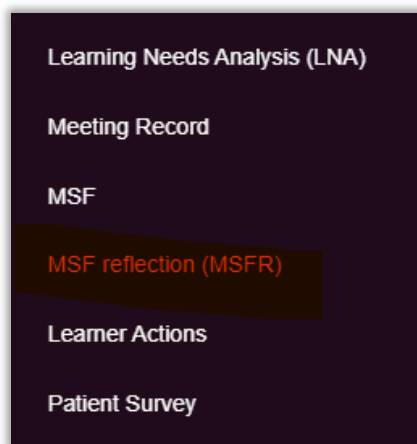 Learning Needs Analysis (LNA)
Meeting Record
MSF
MSF reflection (MSFR)
Learner Actions
Patient Survey